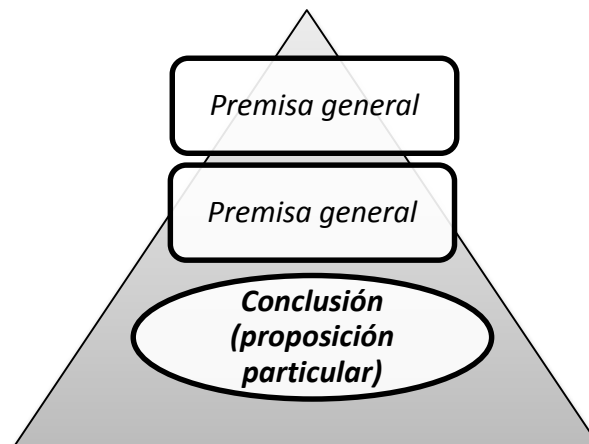 Premisa general
Premisa general
Conclusión
(proposición
particular)